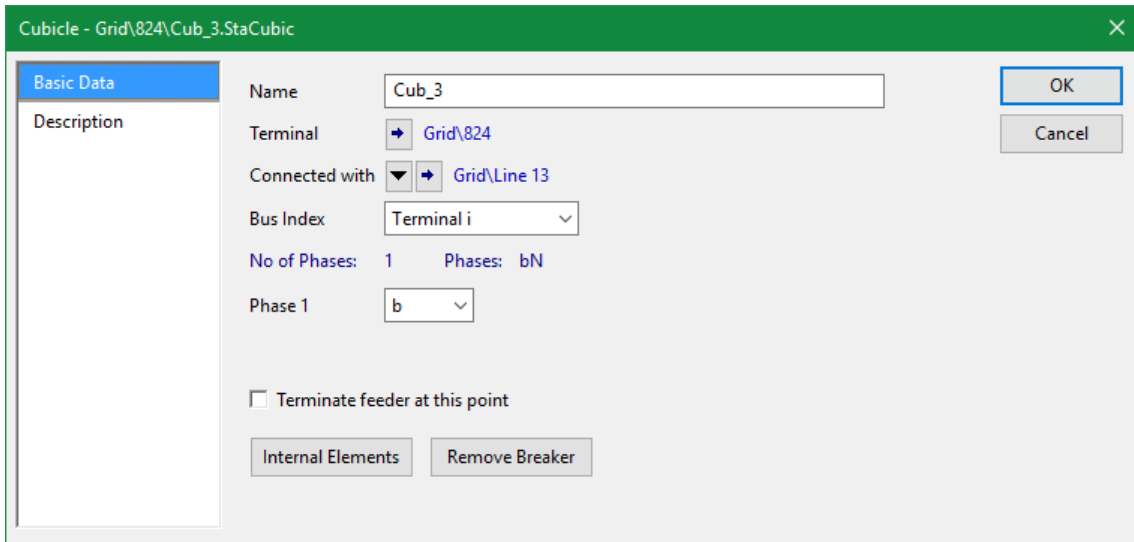 Cubicle - Grid\824\Cub_3.StaCubic
Basic Data
Description
Name Cub_3
Terminal Grid\824
Connected with Grid\Line 13
Bus Index Terminal i
No of Phases: 1 Phases: bN
Phase 1 b
Terminate feeder at this point
Internal Elements Remove Breaker
OK
Cancel